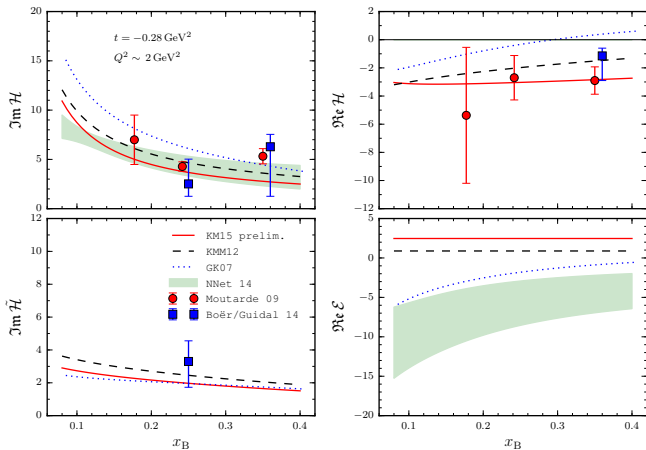 20
15
10
5
0
ℑm ℋ
t = −0.28 GeV²
Q² ∼ 2 GeV²
2
0
−2
−4
−6
−8
−10
−12
ℜe ℋ
12
10
8
6
4
2
0
ℑm ℋ̃
KM15 prelim.
KMM12
GK07
NNet 14
Moutarde 09
Boër/Guidal 14
0.1 0.2 0.3 0.4
x_B
5
0
−5
−10
−15
−20
ℜe ℰ
0.1 0.2 0.3 0.4
x_B